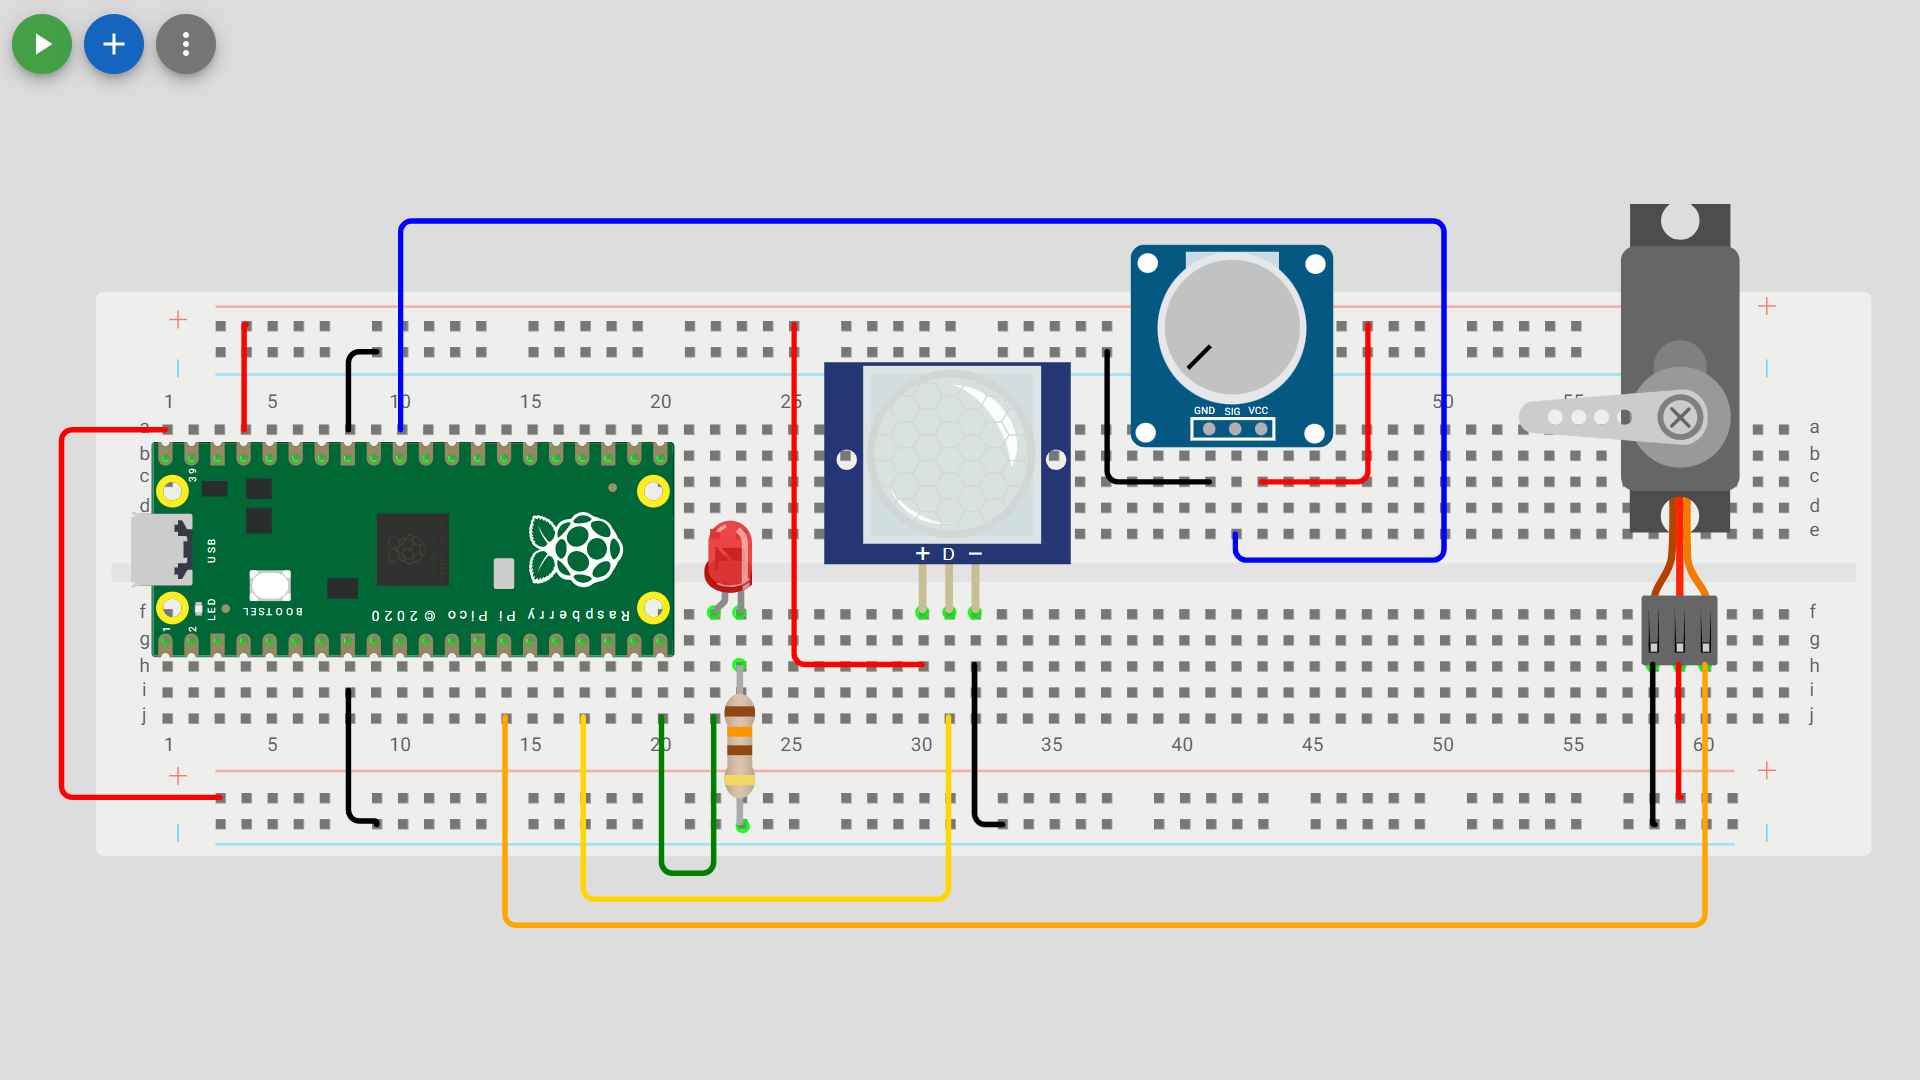 + +
1 5 10 15 20 25 50 55
a a
b b
c c
d d
e e
GND SIG VCC
39
USB
LED
BOOTSEL
1 2
Raspberry Pi Pico © 2020
+ D −
f f
g g
h h
i i
j j
1 5 10 15 20 25 30 35 40 45 50 55 60
+ +